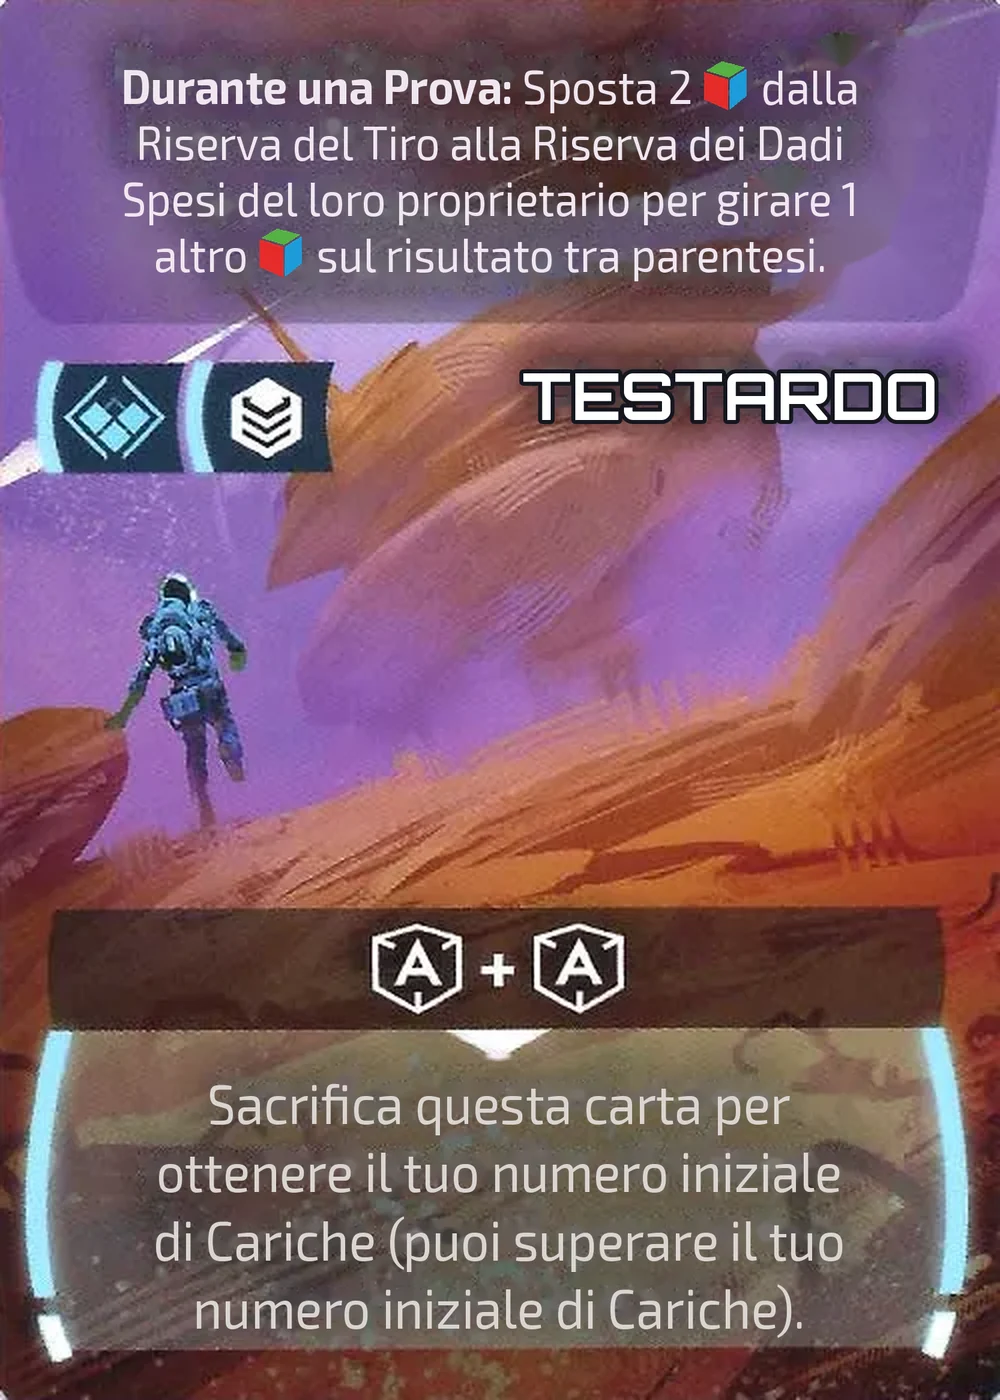 Durante una Prova: Sposta 2 dalla
Riserva del Tiro alla Riserva dei Dadi
Spesi del loro proprietario per girare 1
altro sul risultato tra parentesi.
TESTARDO
A + A
Sacrifica questa carta per
ottenere il tuo numero iniziale
di Cariche (puoi superare il tuo
numero iniziale di Cariche).